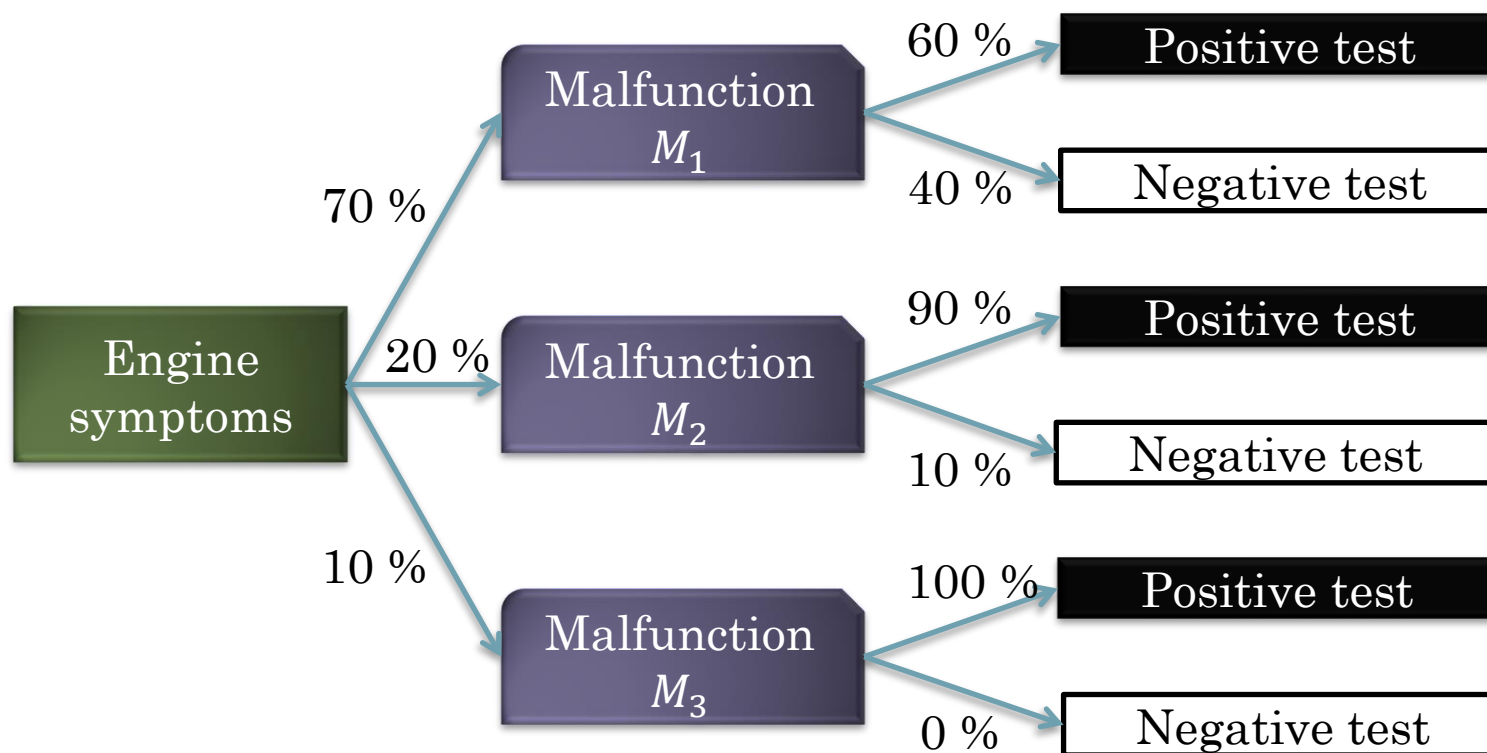 60 %
Positive test
Malfunction
M₁
40 %
Negative test
70 %
90 %
Positive test
Engine
symptoms
20 %
Malfunction
M₂
10 %
Negative test
10 %
100 %
Positive test
Malfunction
M₃
0 %
Negative test